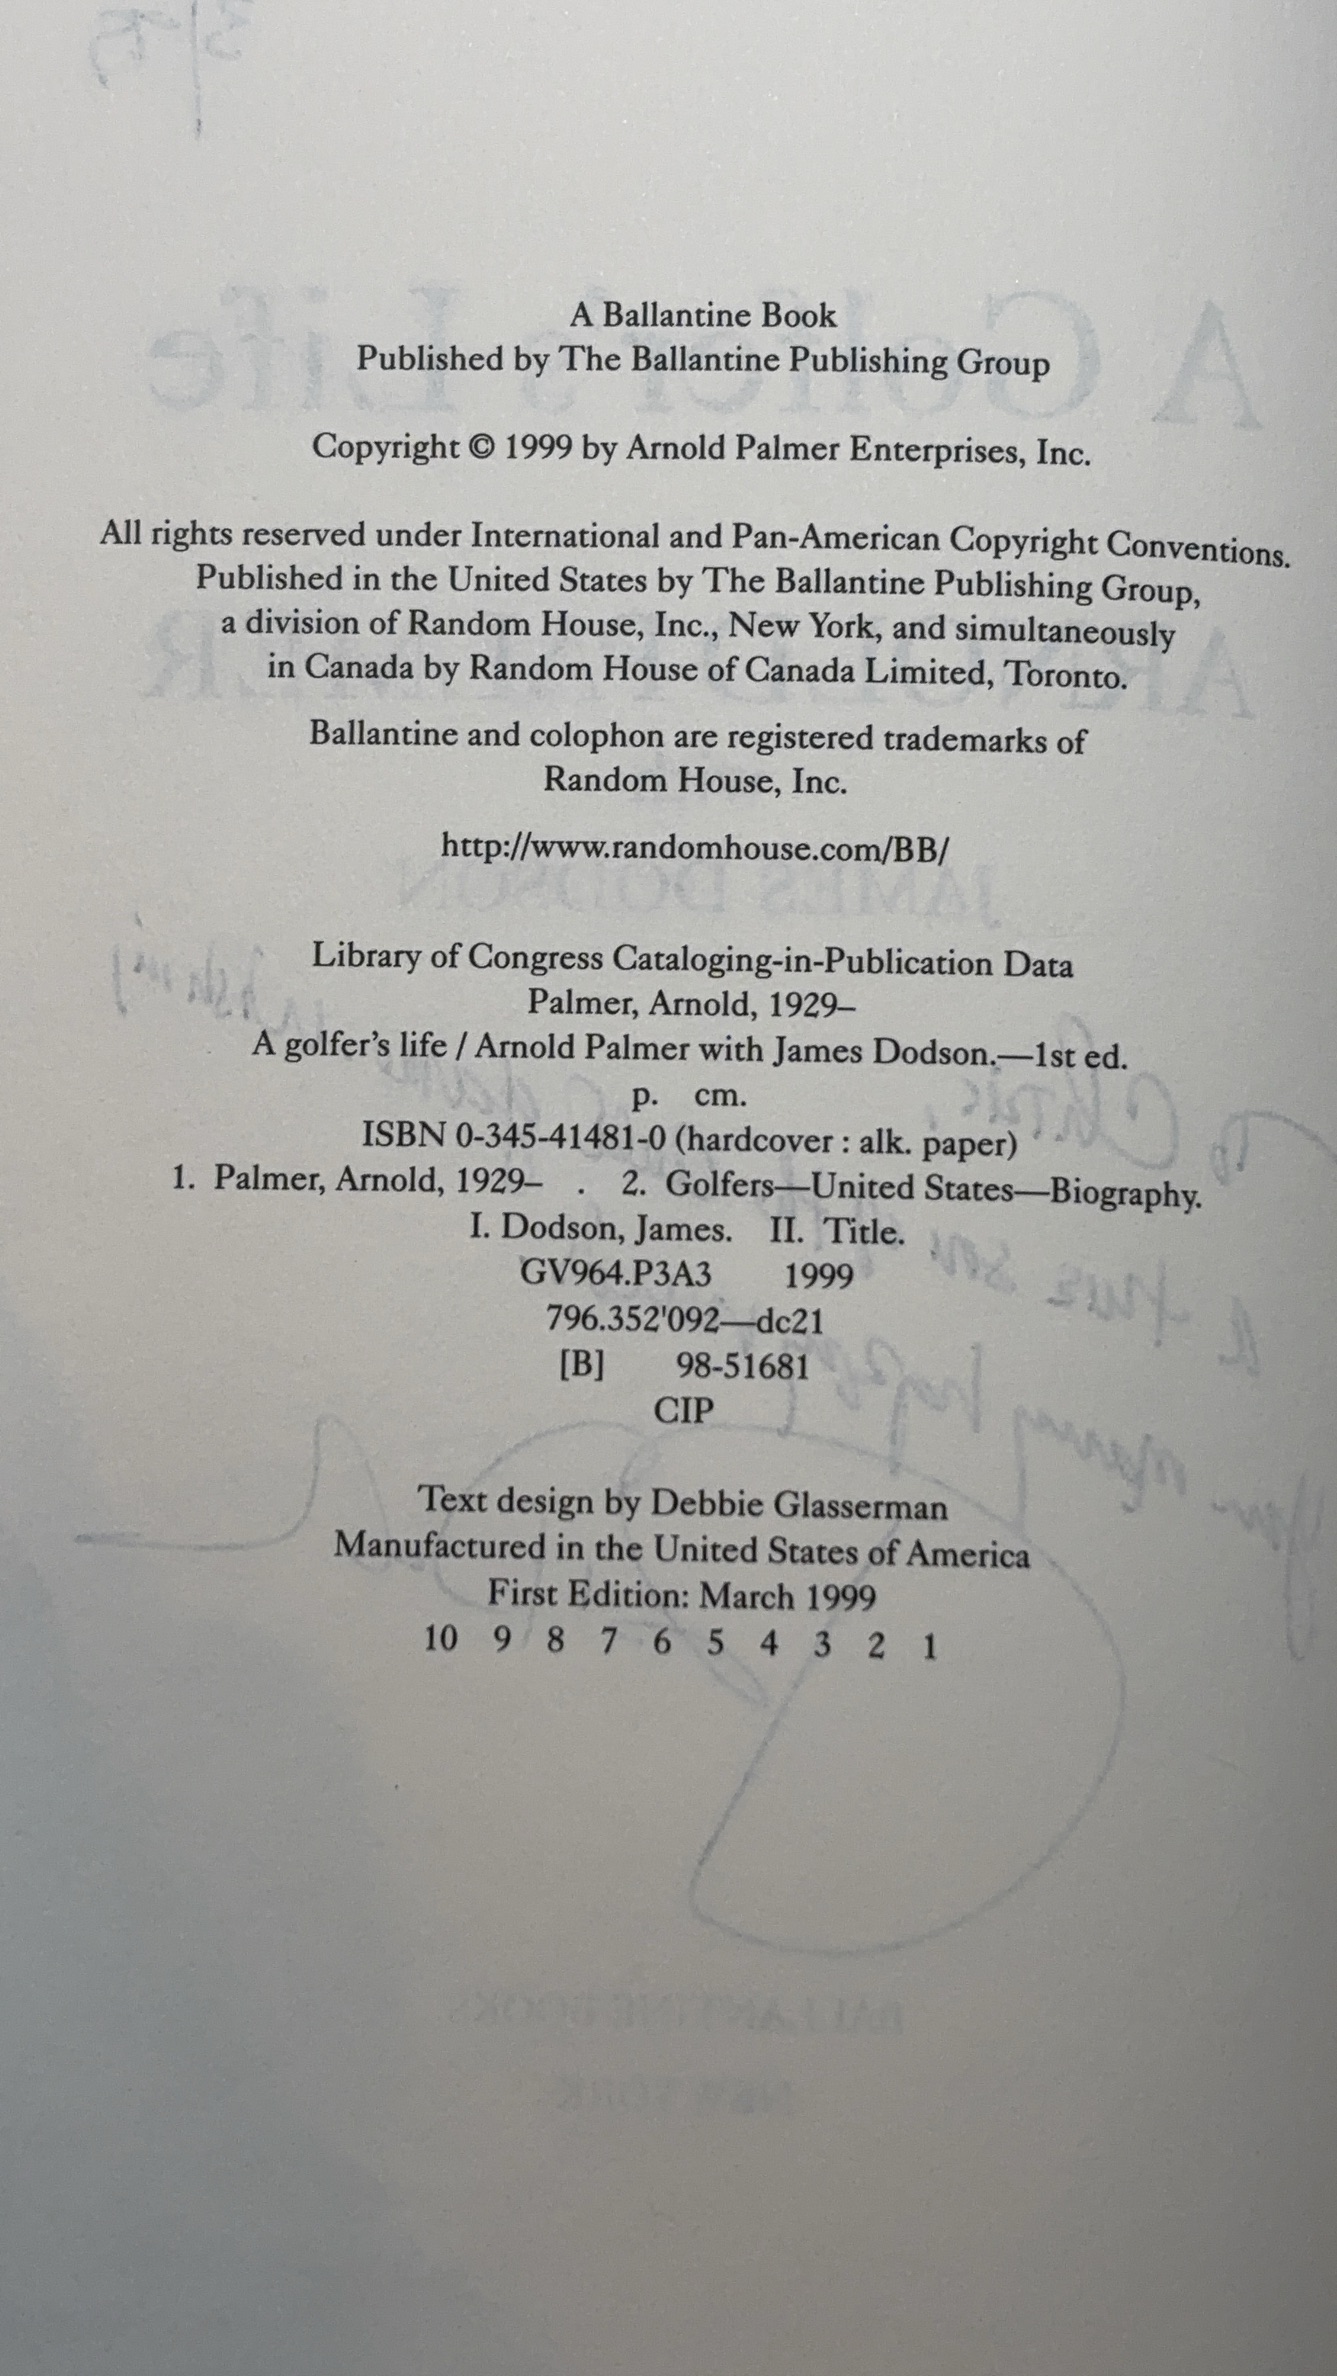 A Ballantine Book
Published by The Ballantine Publishing Group
Copyright © 1999 by Arnold Palmer Enterprises, Inc.
All rights reserved under International and Pan-American Copyright Conventions.
Published in the United States by The Ballantine Publishing Group,
a division of Random House, Inc., New York, and simultaneously
in Canada by Random House of Canada Limited, Toronto.
Ballantine and colophon are registered trademarks of
Random House, Inc.
http://www.randomhouse.com/BB/
Library of Congress Cataloging-in-Publication Data
Palmer, Arnold, 1929–
A golfer's life / Arnold Palmer with James Dodson.—1st ed.
p. cm.
ISBN 0-345-41481-0 (hardcover : alk. paper)
1. Palmer, Arnold, 1929– . 2. Golfers—United States—Biography.
I. Dodson, James. II. Title.
GV964.P3A3 1999
796.352'092—dc21
[B] 98-51681
CIP
Text design by Debbie Glasserman
Manufactured in the United States of America
First Edition: March 1999
10 9 8 7 6 5 4 3 2 1